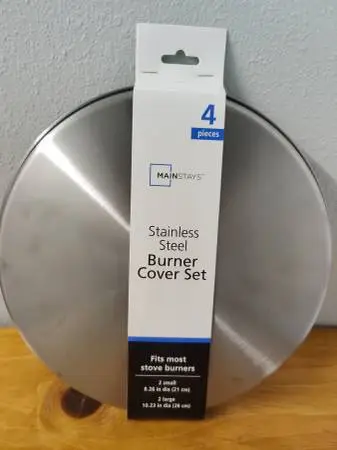 4
pieces
MAINSTAYS™
Stainless
Steel
Burner
Cover Set
Fits most
stove burners
2 small
8.26 in dia (21 cm)
2 large
10.23 in dia (26 cm)